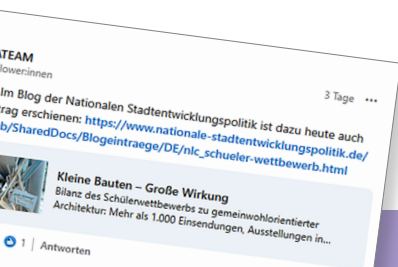 TEAM
lower:innen
3 Tage ...
Im Blog der Nationalen Stadtentwicklungspolitik ist dazu heute auch
trag erschienen: https://www.nationale-stadtentwicklungspolitik.de/
b/SharedDocs/Blogeintraege/DE/nlc_schueler-wettbewerb.html
Kleine Bauten – Große Wirkung
Bilanz des Schülerwettbewerbs zu gemeinwohlorientierter
Architektur: Mehr als 1.000 Einsendungen, Ausstellungen in...
1 | Antworten